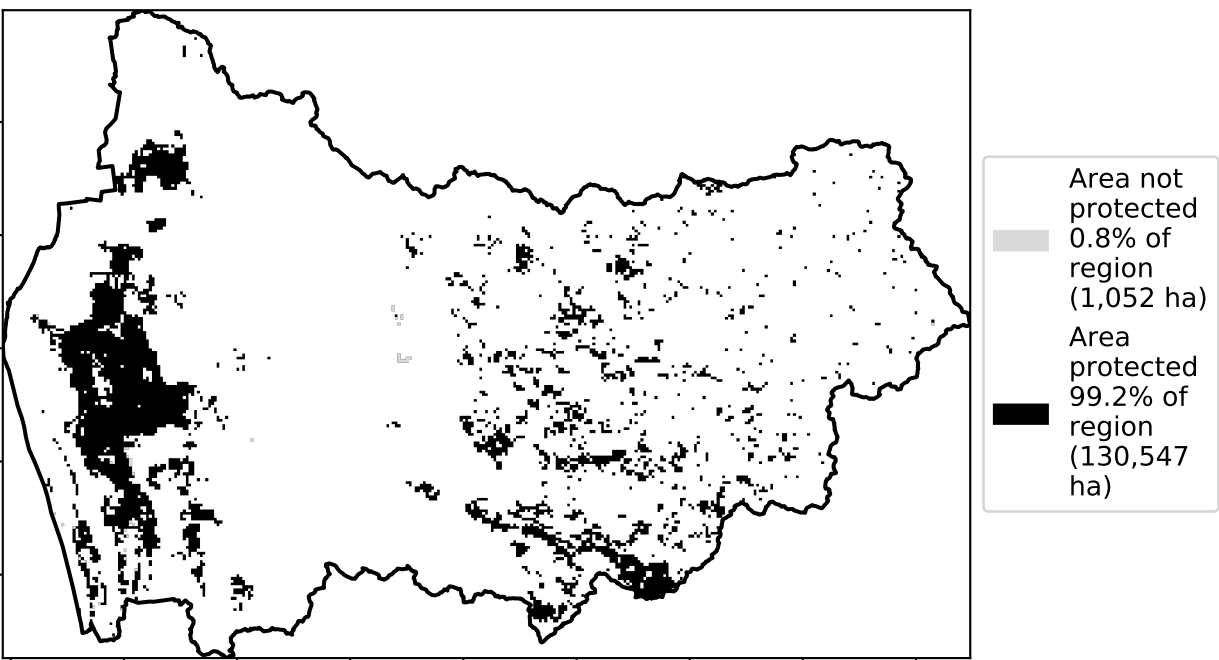 Area not
protected
0.8% of
region
(1,052 ha)
Area
protected
99.2% of
region
(130,547
ha)